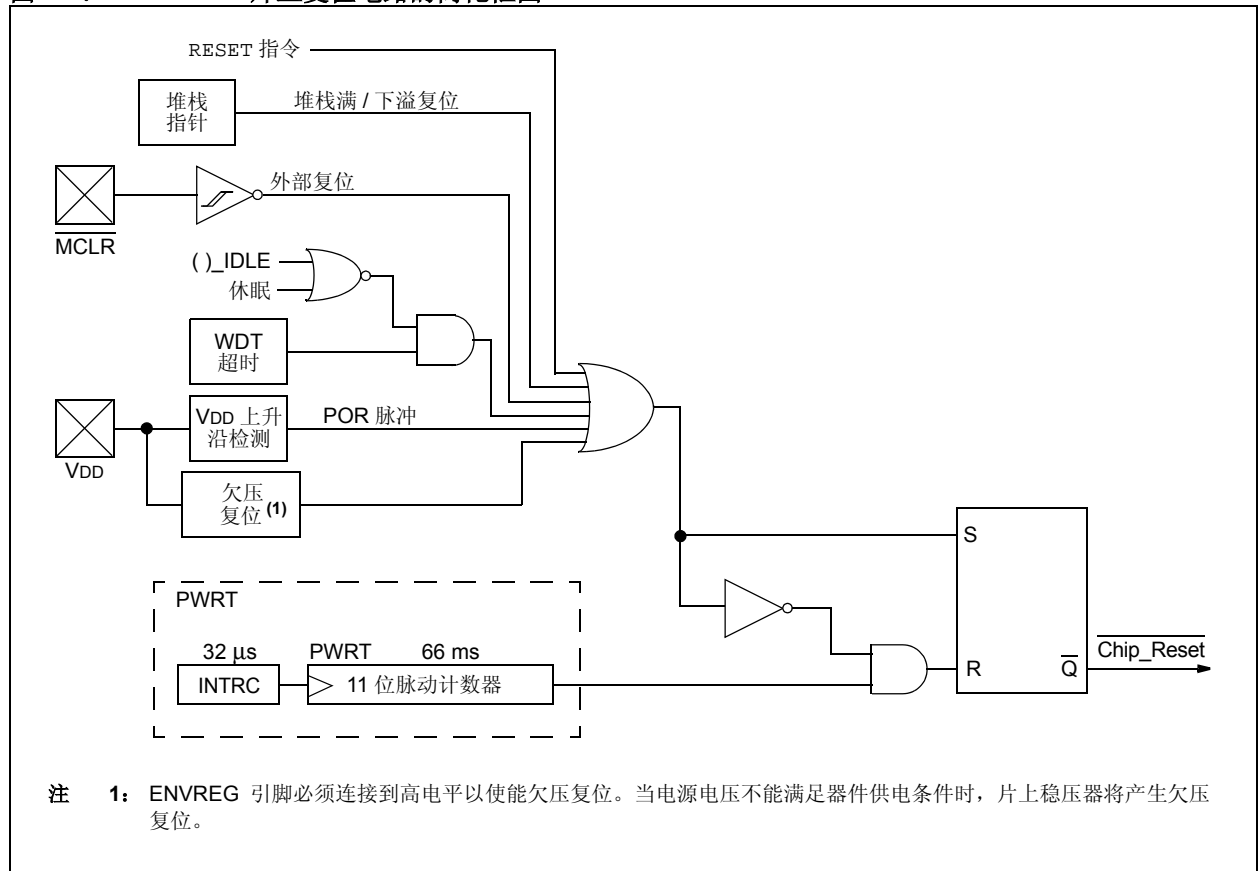 RESET 指令
堆栈
指针
堆栈满 / 下溢复位
外部复位
MCLR
( )_IDLE
休眠
WDT
超时
VDD 上升
沿检测
POR 脉冲
VDD
欠压
复位 (1)
S
PWRT
32 μs
PWRT
66 ms
INTRC
11 位脉动计数器
R
Q
Chip_Reset
注 1: ENVREG 引脚必须连接到高电平以使能欠压复位。当电源电压不能满足器件供电条件时，片上稳压器将产生欠压
复位。